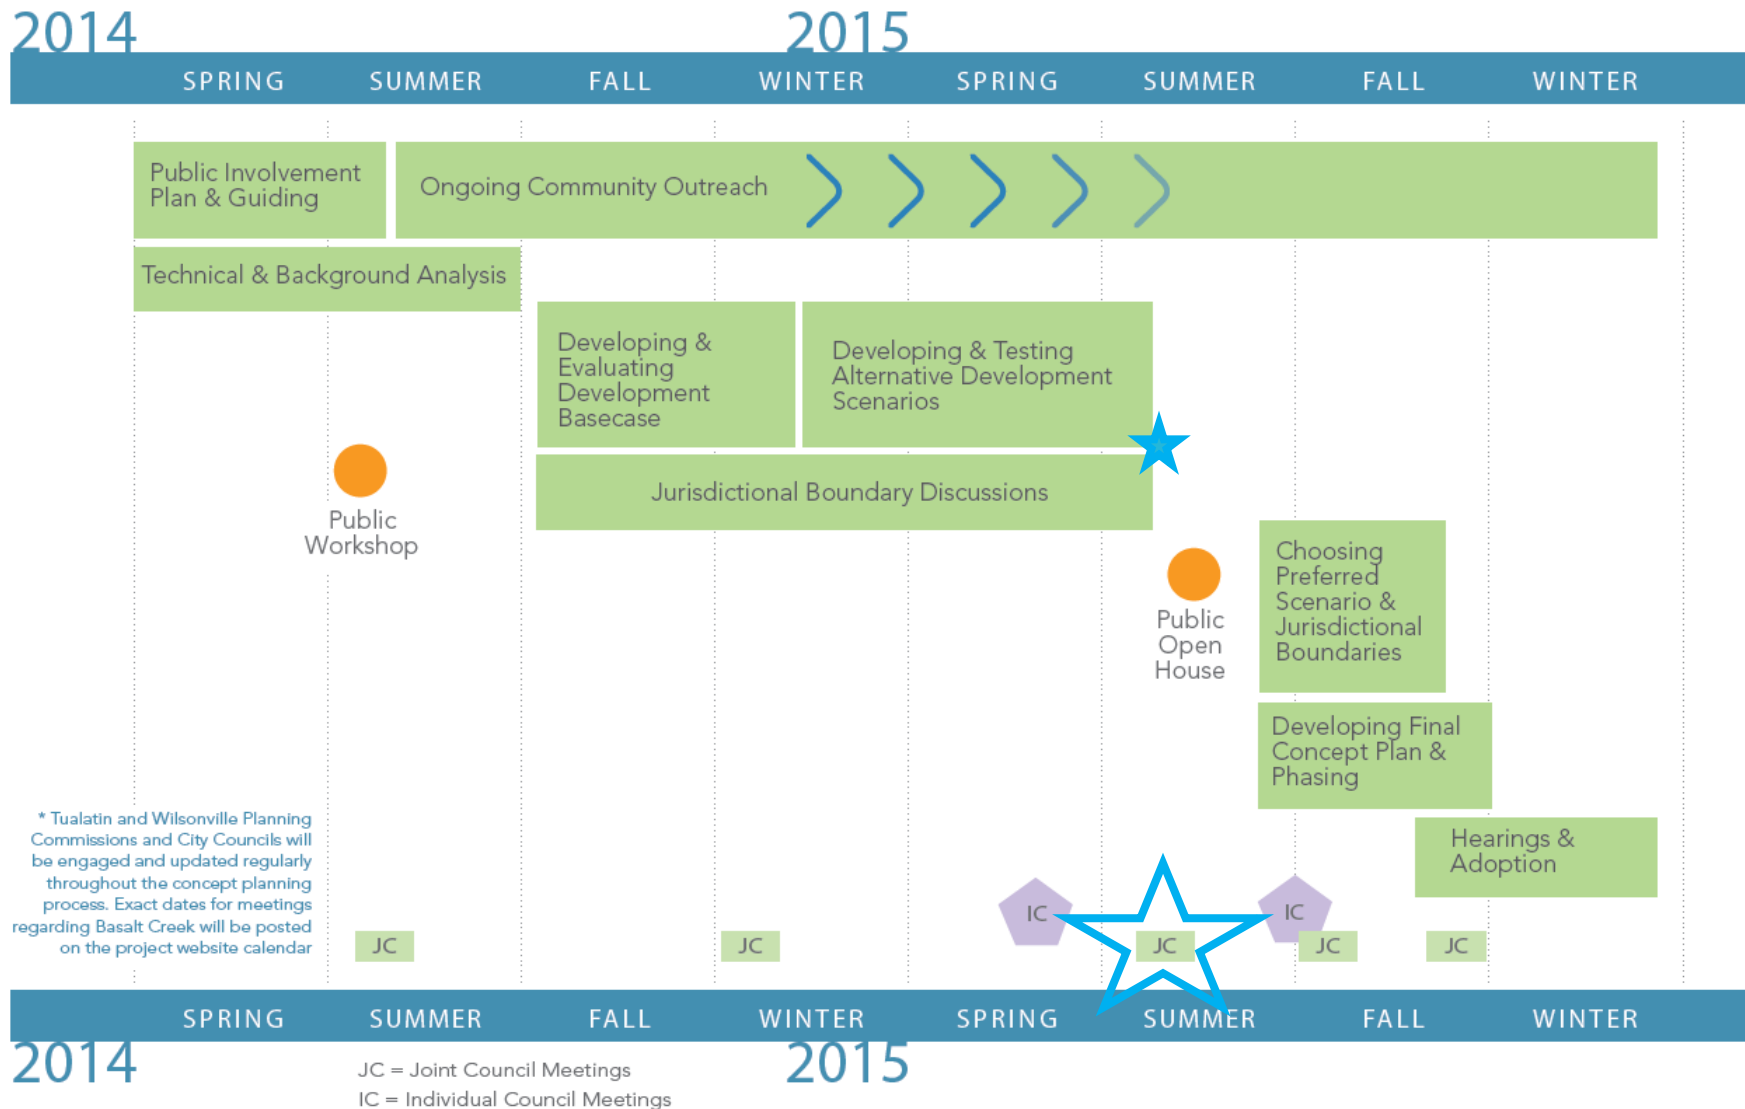 2014
2015
SPRING SUMMER FALL WINTER SPRING SUMMER FALL WINTER
Public Involvement
Plan & Guiding
Ongoing Community Outreach
Technical & Background Analysis
Developing &
Evaluating
Development
Basecase
Developing & Testing
Alternative Development
Scenarios
Jurisdictional Boundary Discussions
Public
Workshop
Public
Open
House
Choosing
Preferred
Scenario &
Jurisdictional
Boundaries
Developing Final
Concept Plan &
Phasing
Hearings &
Adoption
* Tualatin and Wilsonville Planning
Commissions and City Councils will
be engaged and updated regularly
throughout the concept planning
process. Exact dates for meetings
regarding Basalt Creek will be posted
on the project website calendar
IC
IC
JC
JC
JC
JC
JC
SPRING SUMMER FALL WINTER SPRING SUMMER FALL WINTER
2014
2015
JC = Joint Council Meetings
IC = Individual Council Meetings